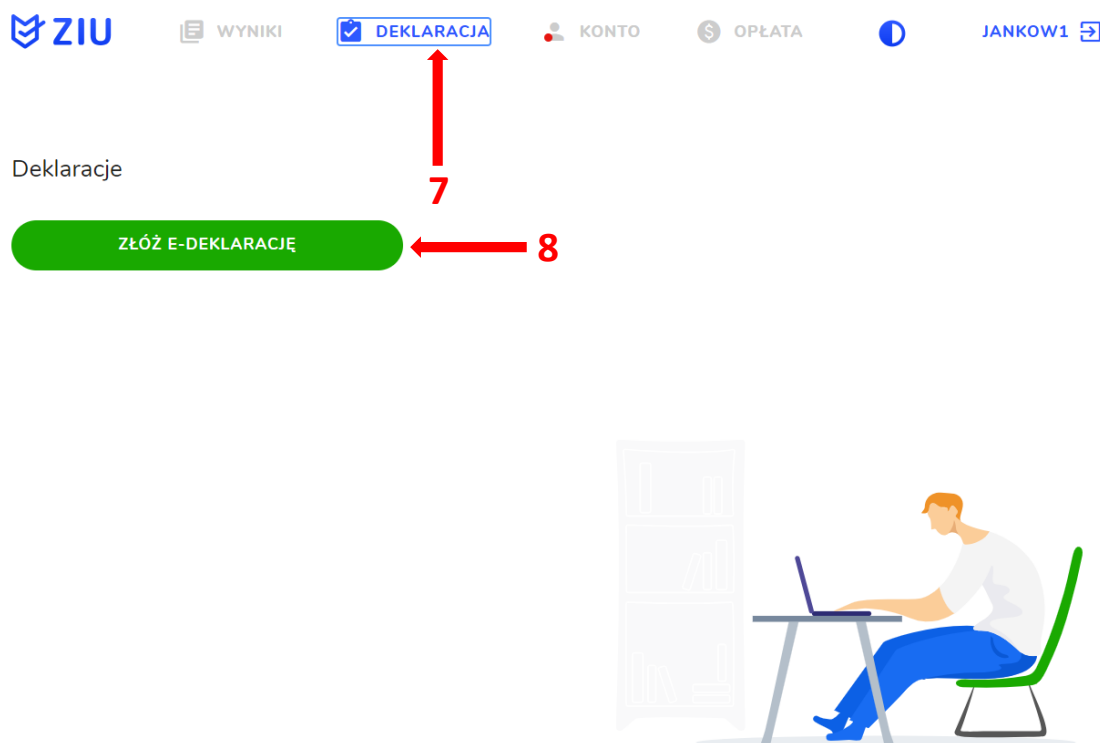 ZIU WYNIKI DEKLARACJA KONTO $ OPŁATA JANKOW1
Deklaracje
7
ZŁÓŻ E-DEKLARACJĘ 8